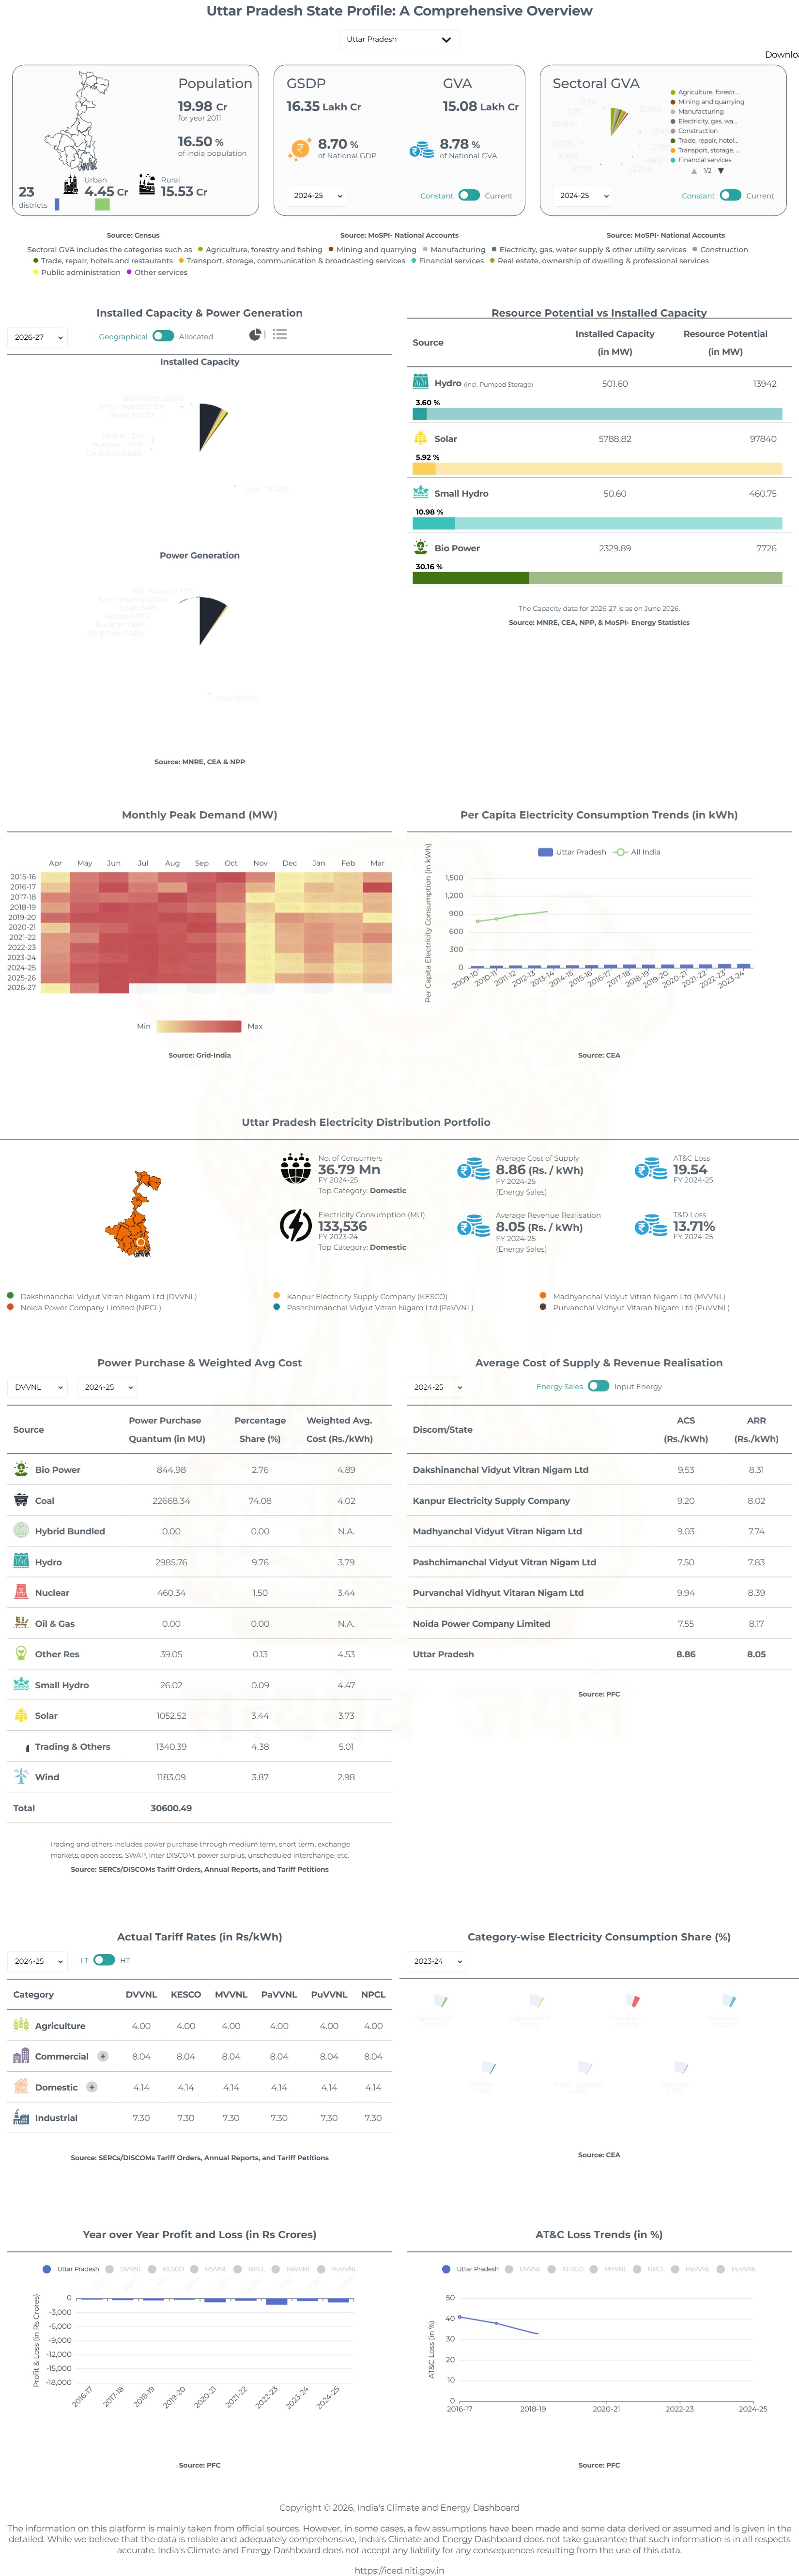 Uttar Pradesh State Profile: A Comprehensive Overview
Uttar Pradesh
Downlo
Population
19.98 Cr
for year 2011
16.50 %
of india population
23
districts
Urban
4.45 Cr
Rural
15.53 Cr
GSDP
16.35 Lakh Cr
GVA
15.08 Lakh Cr
8.70 %
of National GDP
8.78 %
of National GVA
2024-25
Constant
Current
Sectoral GVA
Agriculture, forestr...
Mining and quarrying
Manufacturing
Electricity, gas, wa...
Construction
Trade, repair, hotel...
Transport, storage, ...
Financial services
1/2
2024-25
Constant
Current
Source: Census
Source: MoSPI- National Accounts
Source: MoSPI- National Accounts
Sectoral GVA includes the categories such as Agriculture, forestry and fishing Mining and quarrying Manufacturing Electricity, gas, water supply & other utility services Construction
Trade, repair, hotels and restaurants Transport, storage, communication & broadcasting services Financial services Real estate, ownership of dwelling & professional services
Public administration Other services
Installed Capacity & Power Generation
2026-27
Geographical
Allocated
Installed Capacity
Power Generation
Source: MNRE, CEA & NPP
Resource Potential vs Installed Capacity
Source
Installed Capacity
(in MW)
Resource Potential
(in MW)
Hydro (incl. Pumped Storage) 501.60 13942
3.60 %
Solar 5788.82 97840
5.92 %
Small Hydro 50.60 460.75
10.98 %
Bio Power 2329.89 7726
30.16 %
The Capacity data for 2026-27 is as on June 2026.
Source: MNRE, CEA, NPP, & MoSPI- Energy Statistics
Monthly Peak Demand (MW)
Apr May Jun Jul Aug Sep Oct Nov Dec Jan Feb Mar
2015-16
2016-17
2017-18
2018-19
2019-20
2020-21
2021-22
2022-23
2023-24
2024-25
2025-26
2026-27
Min
Max
Source: Grid-India
Per Capita Electricity Consumption Trends (in kWh)
Uttar Pradesh All India
Per Capita Electricity Consumption (in kWh)
1,500
1,200
900
600
300
0
2009-10 2010-11 2011-12 2012-13 2013-14 2014-15 2015-16 2016-17 2017-18 2018-19 2019-20 2020-21 2021-22 2022-23 2023-24
Source: CEA
Uttar Pradesh Electricity Distribution Portfolio
No. of Consumers
36.79 Mn
FY 2024-25
Top Category: Domestic
Average Cost of Supply
8.86 (Rs. / kWh)
FY 2024-25
(Energy Sales)
AT&C Loss
19.54
FY 2024-25
Electricity Consumption (MU)
133,536
FY 2023-24
Top Category: Domestic
Average Revenue Realisation
8.05 (Rs. / kWh)
FY 2024-25
(Energy Sales)
T&D Loss
13.71%
FY 2024-25
Dakshinanchal Vidyut Vitran Nigam Ltd (DVVNL)
Kanpur Electricity Supply Company (KESCO)
Madhyanchal Vidyut Vitran Nigam Ltd (MVVNL)
Noida Power Company Limited (NPCL)
Pashchimanchal Vidyut Vitran Nigam Ltd (PaVVNL)
Purvanchal Vidhyut Vitaran Nigam Ltd (PuVVNL)
Power Purchase & Weighted Avg Cost
DVVNL
2024-25
Source
Power Purchase
Quantum (in MU)
Percentage
Share (%)
Weighted Avg.
Cost (Rs./kWh)
Bio Power 844.98 2.76 4.89
Coal 22668.34 74.08 4.02
Hybrid Bundled 0.00 0.00 N.A.
Hydro 2985.76 9.76 3.79
Nuclear 460.34 1.50 3.44
Oil & Gas 0.00 0.00 N.A.
Other Res 39.05 0.13 4.53
Small Hydro 26.02 0.09 4.47
Solar 1052.52 3.44 3.73
Trading & Others 1340.39 4.38 5.01
Wind 1183.09 3.87 2.98
Total 30600.49
Trading and others includes power purchase through medium term, short term, exchange
markets, open access, SWAP, Inter DISCOM, power surplus, unscheduled interchange, etc.
Source: SERCs/DISCOMs Tariff Orders, Annual Reports, and Tariff Petitions
Average Cost of Supply & Revenue Realisation
2024-25
Energy Sales
Input Energy
Discom/State
ACS
(Rs./kWh)
ARR
(Rs./kWh)
Dakshinanchal Vidyut Vitran Nigam Ltd 9.53 8.31
Kanpur Electricity Supply Company 9.20 8.02
Madhyanchal Vidyut Vitran Nigam Ltd 9.03 7.74
Pashchimanchal Vidyut Vitran Nigam Ltd 7.50 7.83
Purvanchal Vidhyut Vitaran Nigam Ltd 9.94 8.39
Noida Power Company Limited 7.55 8.17
Uttar Pradesh 8.86 8.05
Source: PFC
Actual Tariff Rates (in Rs/kWh)
2024-25
LT
HT
Category DVVNL KESCO MVVNL PaVVNL PuVVNL NPCL
Agriculture 4.00 4.00 4.00 4.00 4.00 4.00
Commercial + 8.04 8.04 8.04 8.04 8.04 8.04
Domestic + 4.14 4.14 4.14 4.14 4.14 4.14
Industrial 7.30 7.30 7.30 7.30 7.30 7.30
Source: SERCs/DISCOMs Tariff Orders, Annual Reports, and Tariff Petitions
Category-wise Electricity Consumption Share (%)
2023-24
Source: CEA
Year over Year Profit and Loss (in Rs Crores)
Uttar Pradesh DVVNL KESCO MVVNL NPCL PaVVNL PuVVNL
Profit & Loss (in Rs Crores)
0
-3,000
-6,000
-9,000
-12,000
-15,000
-18,000
2016-17 2017-18 2018-19 2019-20 2020-21 2021-22 2022-23 2023-24 2024-25
Source: PFC
AT&C Loss Trends (in %)
Uttar Pradesh DVVNL KESCO MVVNL NPCL PaVVNL PuVVNL
AT&C Loss (in %)
50
40
30
20
10
0
2016-17 2018-19 2020-21 2022-23 2024-25
Source: PFC
Copyright © 2026, India's Climate and Energy Dashboard
The information on this platform is mainly taken from official sources. However, in some cases, a few assumptions have been made and some data derived or assumed and is given in the
detailed. While we believe that the data is reliable and adequately comprehensive, India's Climate and Energy Dashboard does not take guarantee that such information is in all respects
accurate. India's Climate and Energy Dashboard does not accept any liability for any consequences resulting from the use of this data.
https://iced.niti.gov.in